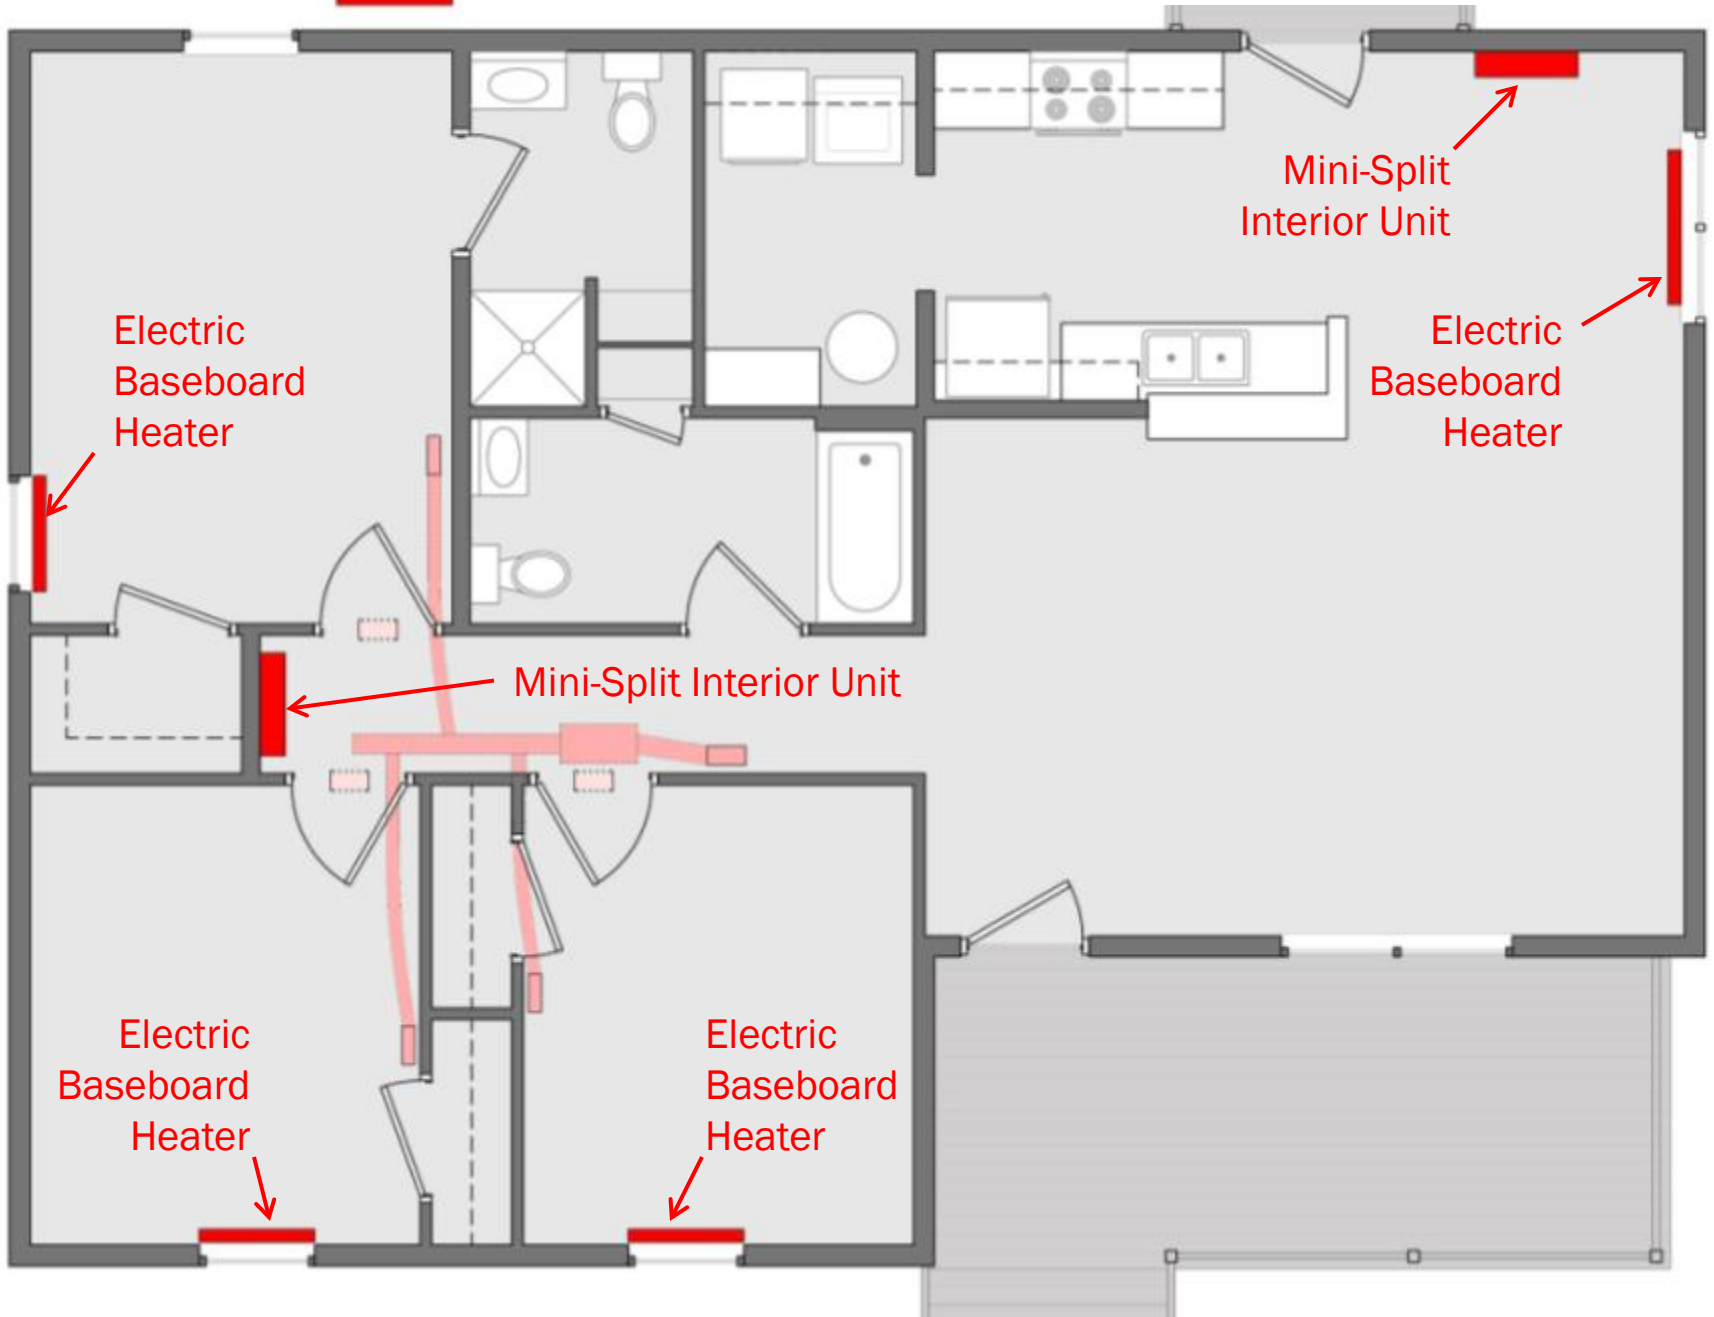 Mini-Split
Interior Unit
Electric
Baseboard
Heater
Electric
Baseboard
Heater
Mini-Split Interior Unit
Electric
Baseboard
Heater
Electric
Baseboard
Heater